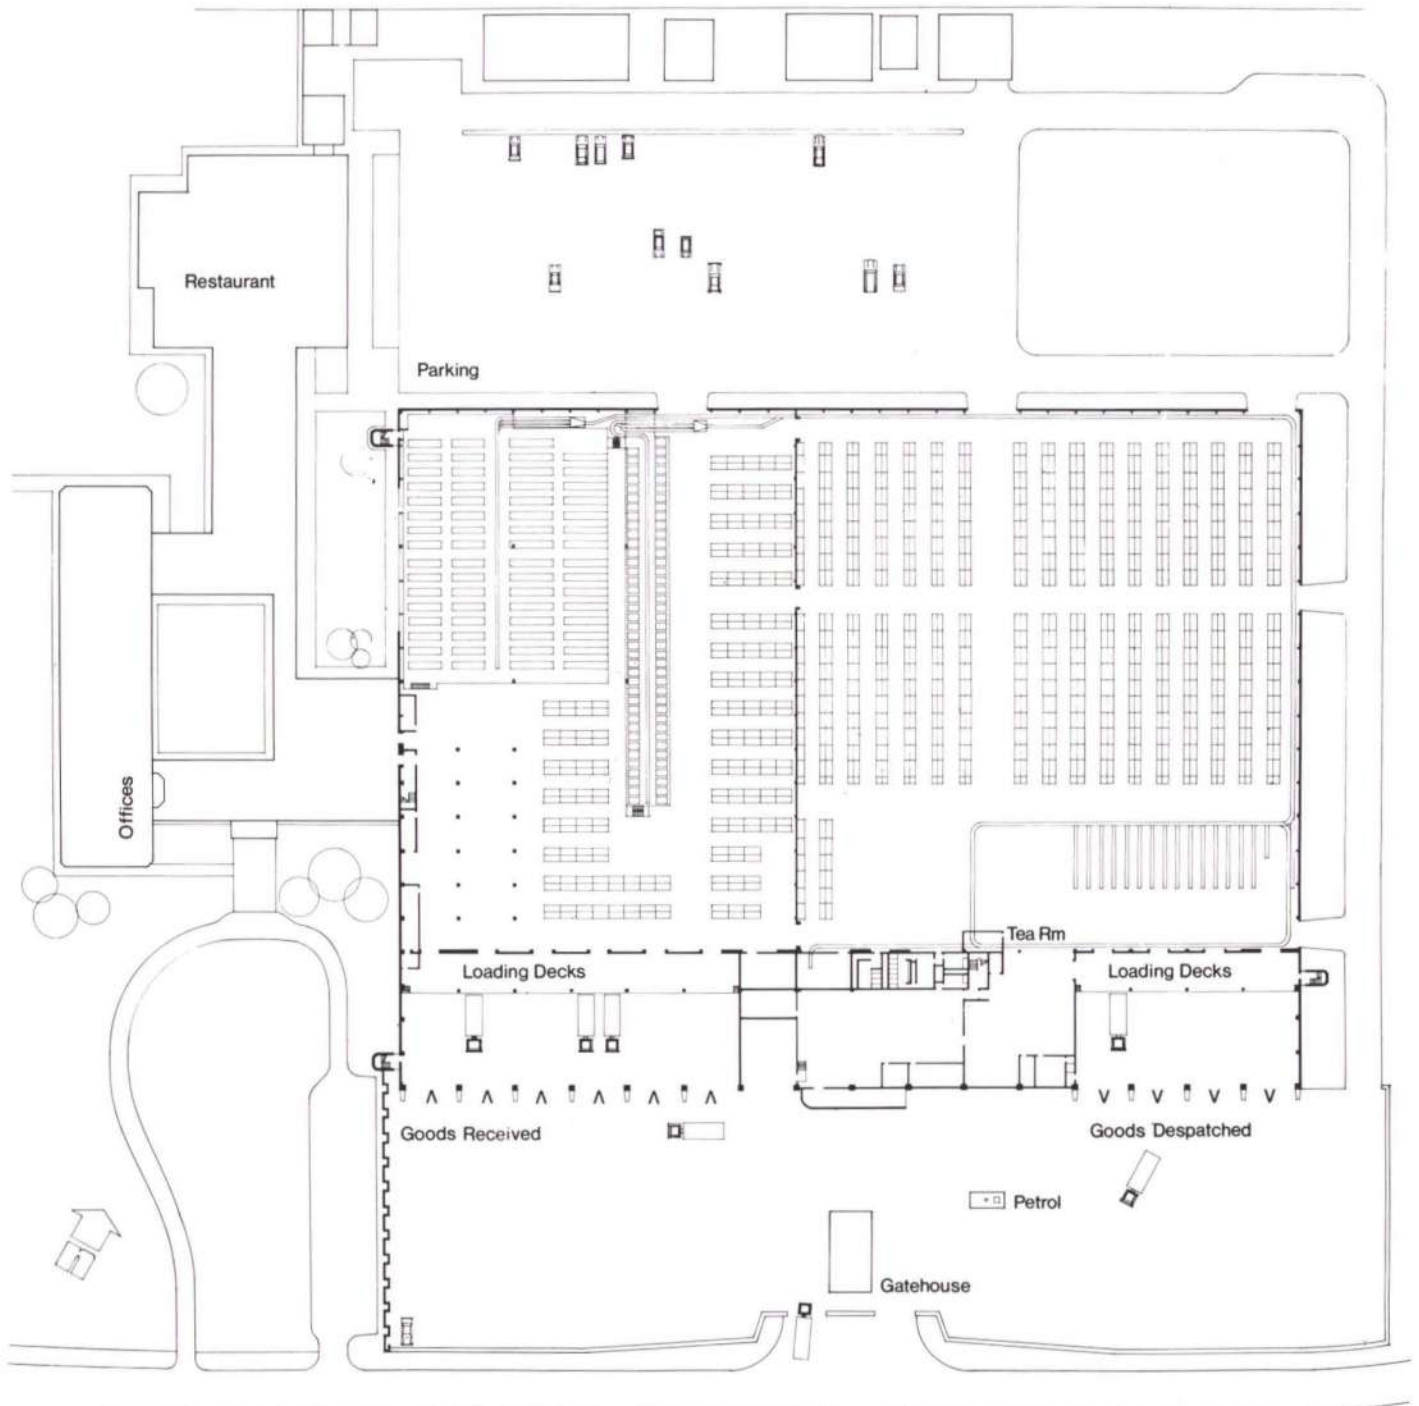 Restaurant
Parking
Offices
Tea Rm
Loading Decks
Loading Decks
Goods Received
Goods Despatched
Petrol
Gatehouse